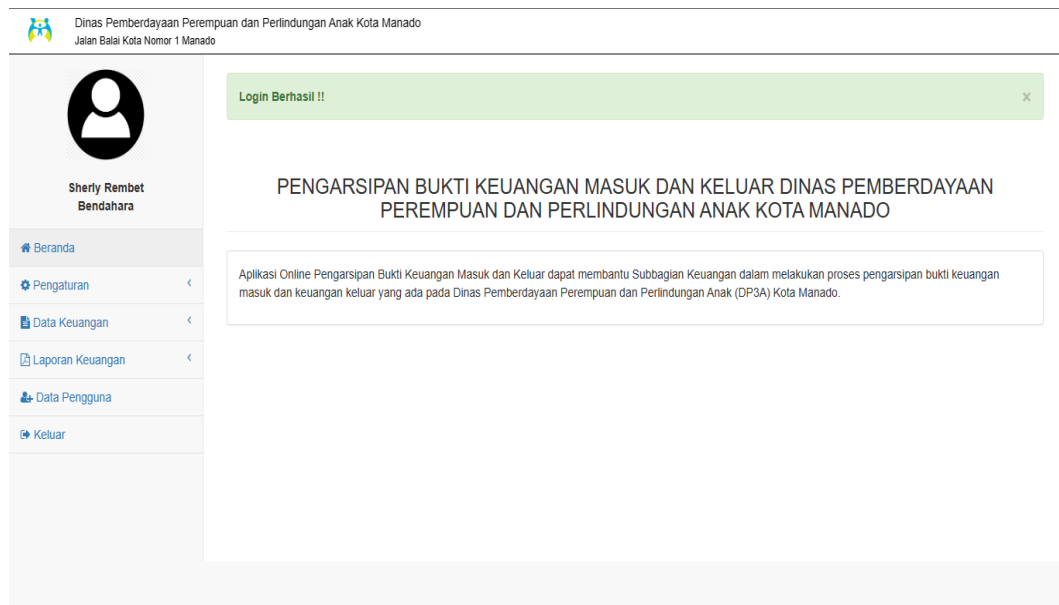 Dinas Pemberdayaan Perempuan dan Perlindungan Anak Kota Manado
Jalan Balai Kota Nomor 1 Manado
Sherly Rembet
Bendahara
Beranda
Pengaturan
Data Keuangan
Laporan Keuangan
Data Pengguna
Keluar
Login Berhasil !!
×
PENGARSIPAN BUKTI KEUANGAN MASUK DAN KELUAR DINAS PEMBERDAYAAN
PEREMPUAN DAN PERLINDUNGAN ANAK KOTA MANADO
Aplikasi Online Pengarsipan Bukti Keuangan Masuk dan Keluar dapat membantu Subbagian Keuangan dalam melakukan proses pengarsipan bukti keuangan
masuk dan keuangan keluar yang ada pada Dinas Pemberdayaan Perempuan dan Perlindungan Anak (DP3A) Kota Manado.